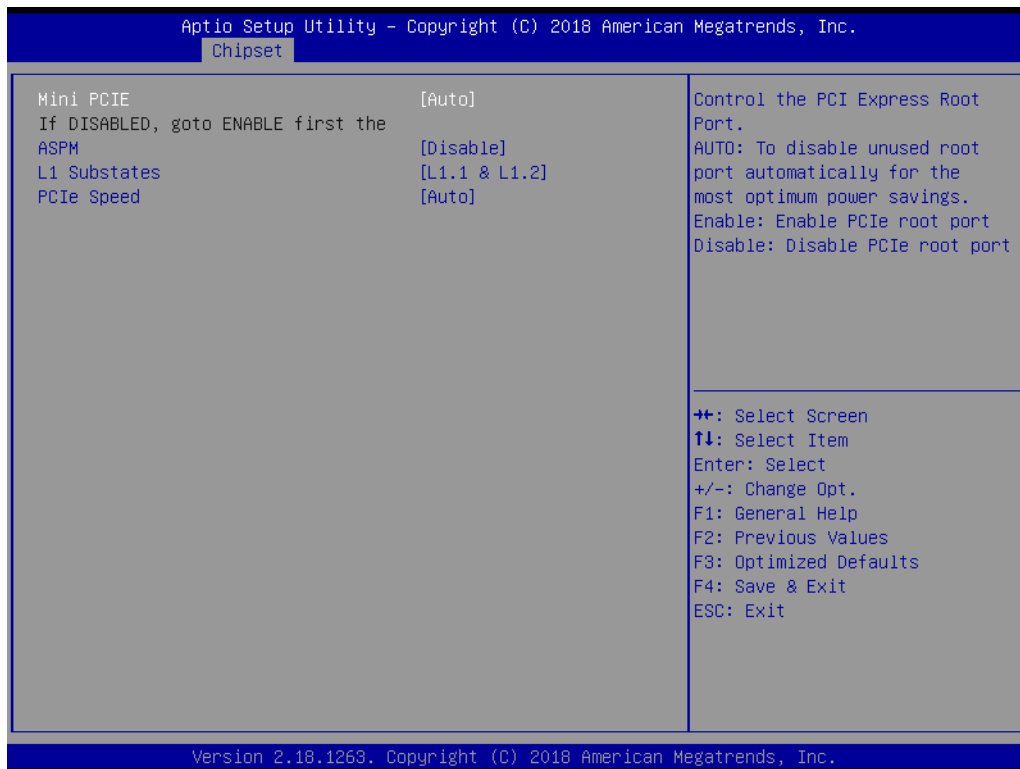 Aptio Setup Utility – Copyright (C) 2018 American Megatrends, Inc.
Chipset
Mini PCIE [Auto]
If DISABLED, goto ENABLE first the
ASPM [Disable]
L1 Substates [L1.1 & L1.2]
PCIe Speed [Auto]
Control the PCI Express Root
Port.
AUTO: To disable unused root
port automatically for the
most optimum power savings.
Enable: Enable PCIe root port
Disable: Disable PCIe root port
→←: Select Screen
↑↓: Select Item
Enter: Select
+/-: Change Opt.
F1: General Help
F2: Previous Values
F3: Optimized Defaults
F4: Save & Exit
ESC: Exit
Version 2.18.1263. Copyright (C) 2018 American Megatrends, Inc.